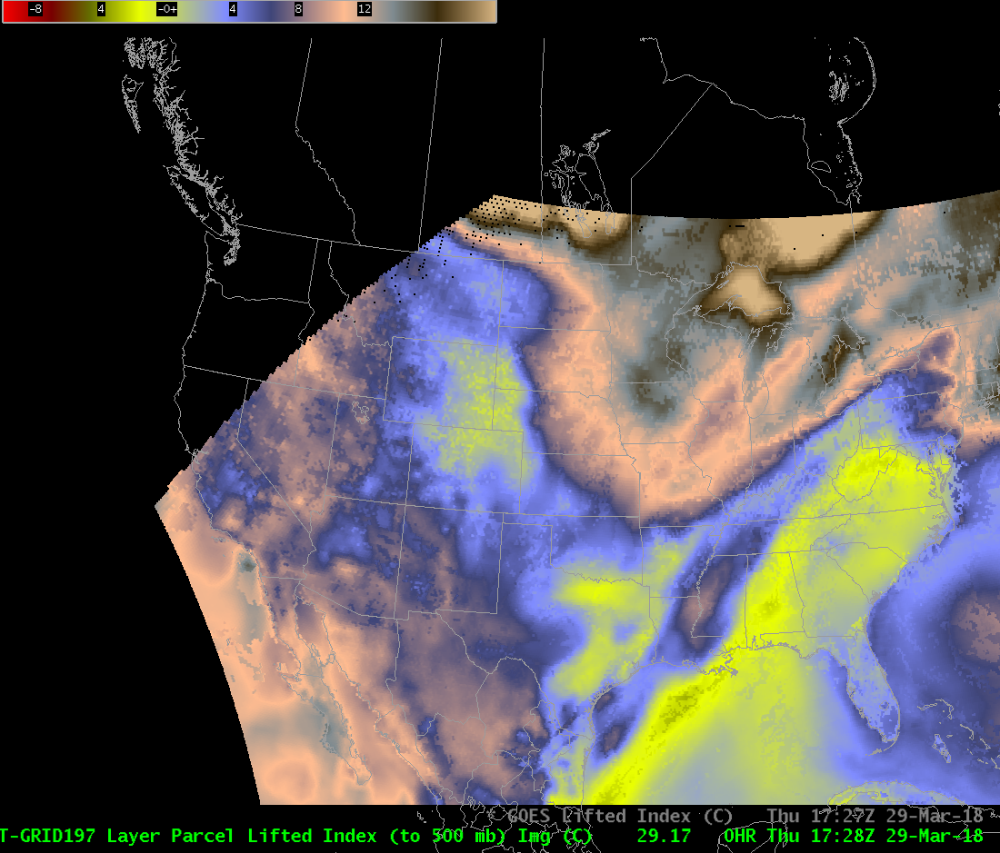 -8 4 -0+ 4 8 12
* GOES Lifted Index (C) Thu 17:27Z 29-Mar-18
T-GRID197 Layer Parcel Lifted Index (to 500 mb) Img (C) 29.17 0HR Thu 17:28Z 29-Mar-18